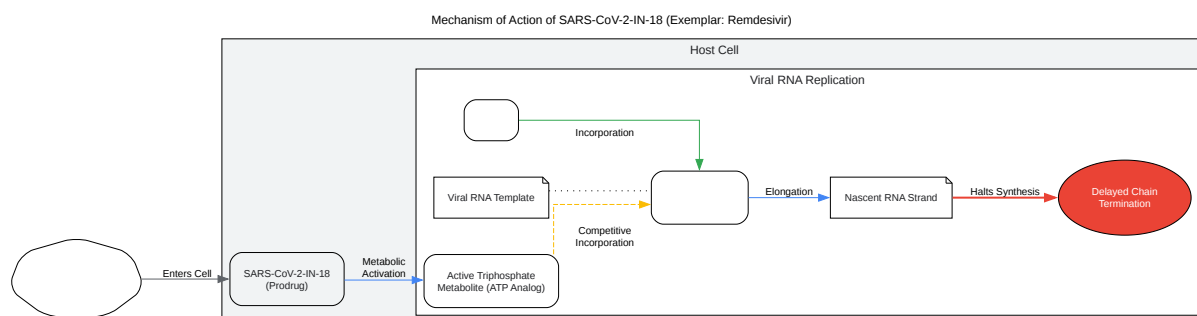 Mechanism of Action of SARS-CoV-2-IN-18 (Exemplar: Remdesivir)
Host Cell
Viral RNA Replication
Incorporation
Viral RNA Template
Elongation
Nascent RNA Strand
Halts Synthesis
Delayed Chain
Termination
Competitive
Incorporation
Enters Cell
SARS-CoV-2-IN-18
(Prodrug)
Metabolic
Activation
Active Triphosphate
Metabolite (ATP Analog)